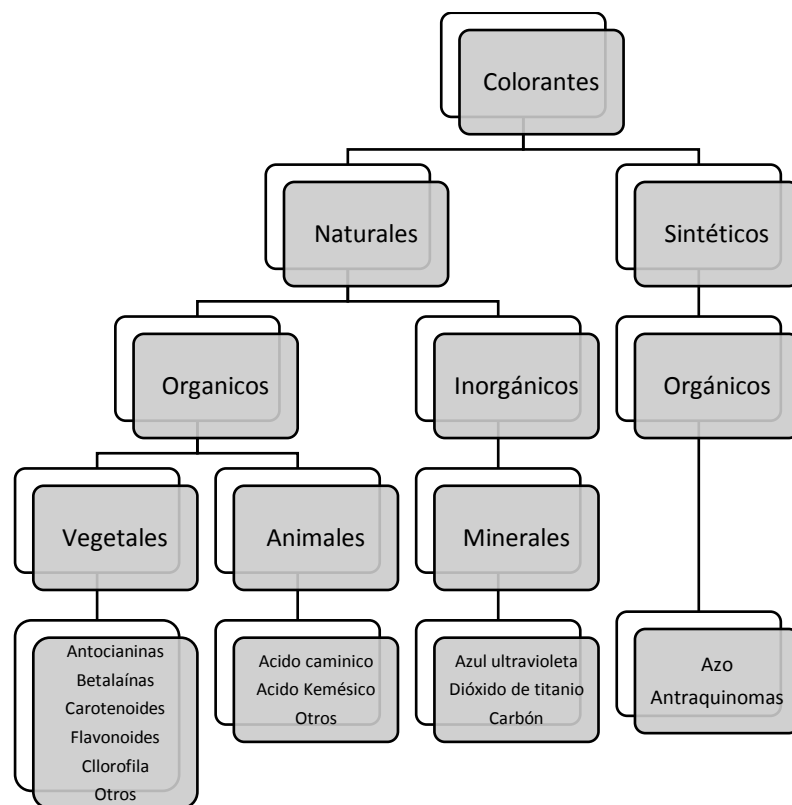 Colorantes
Naturales
Sintéticos
Organicos
Inorgánicos
Orgánicos
Vegetales
Animales
Minerales
Antocianinas
Betalaínas
Carotenoides
Flavonoides
Cllorofila
Otros
Acido caminico
Acido Kemésico
Otros
Azul ultravioleta
Dióxido de titanio
Carbón
Azo
Antraquinomas